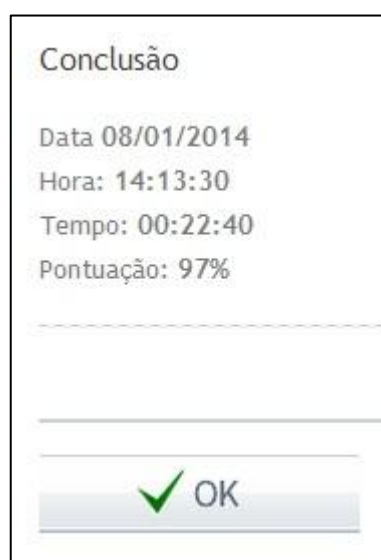 Conclusão
Data 08/01/2014
Hora: 14:13:30
Tempo: 00:22:40
Pontuação: 97%
OK